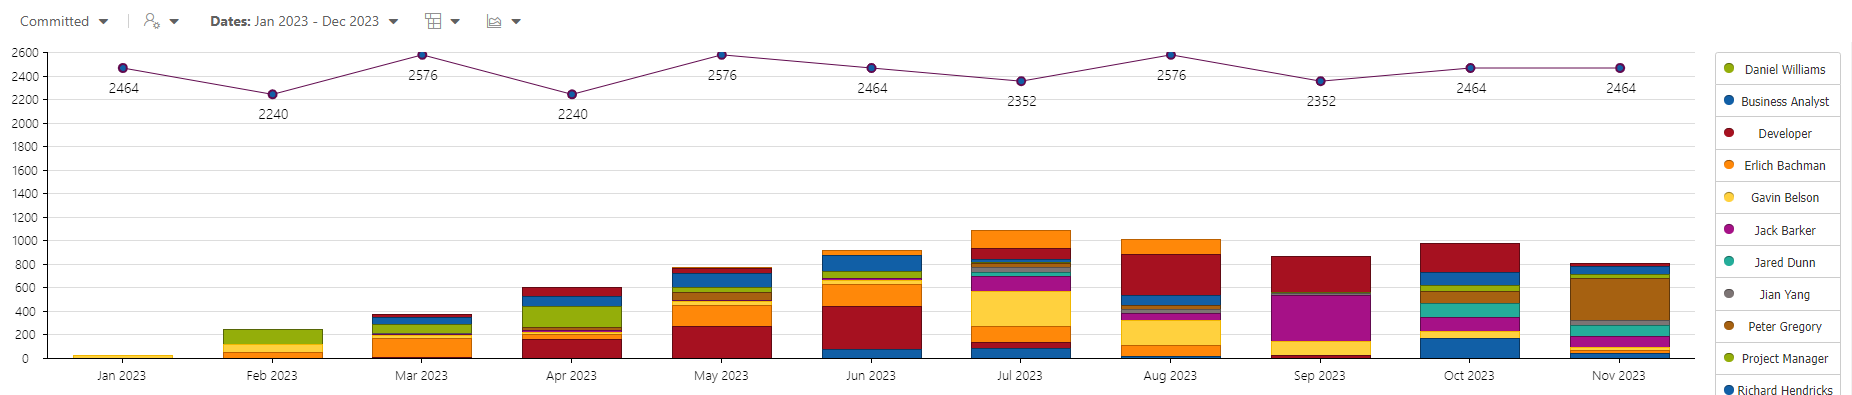 Committed
Dates: Jan 2023 - Dec 2023
2600
2400
2200
2000
1800
1600
1400
1200
1000
800
600
400
200
0
2464
2240
2576
2240
2576
2464
2352
2576
2352
2464
2464
Jan 2023
Feb 2023
Mar 2023
Apr 2023
May 2023
Jun 2023
Jul 2023
Aug 2023
Sep 2023
Oct 2023
Nov 2023
Daniel Williams
Business Analyst
Developer
Erlich Bachman
Gavin Belson
Jack Barker
Jared Dunn
Jian Yang
Peter Gregory
Project Manager
Richard Hendricks